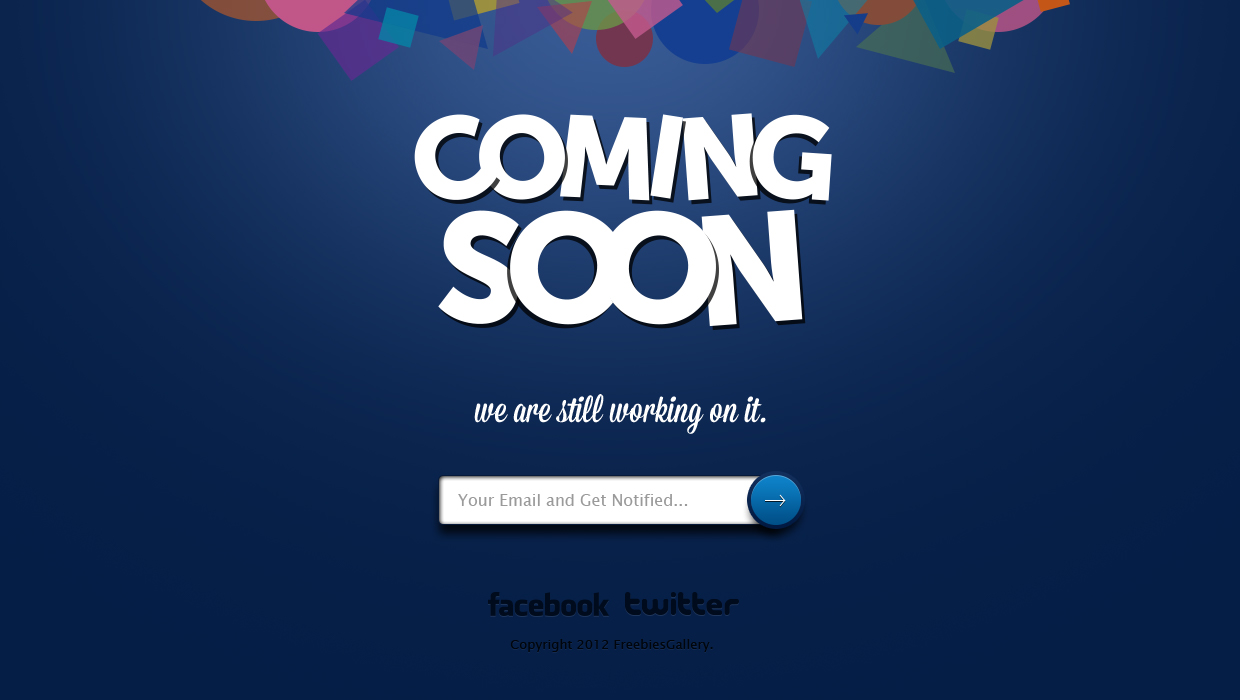 COMING
SOON
we are still working on it.
Your Email and Get Notified...
facebook twitter
Copyright 2012 FreebiesGallery.